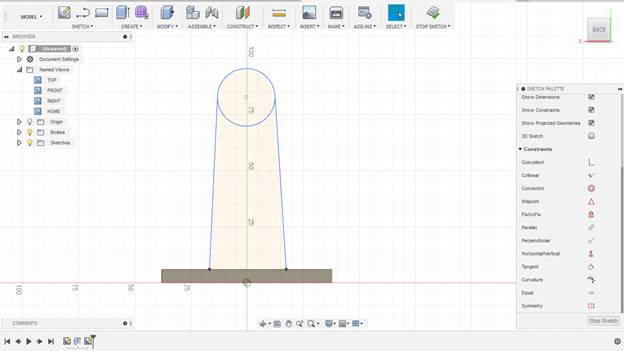 MODEL
SKETCH
CREATE
MODIFY
ASSEMBLE
CONSTRUCT
INSPECT
INSERT
MAKE
ADD-INS
SELECT
STOP SKETCH
BACK
X
BROWSER
(Unsaved)
Document Settings
Named Views
TOP
FRONT
RIGHT
HOME
Origin
Bodies
Sketches
100
75
50
25
100
75
50
25
SKETCH PALETTE
Show Dimensions
Show Constraints
Show Projected Geometries
3D Sketch
Constraints
Coincident
Collinear
Concentric
Midpoint
Fix/UnFix
Parallel
Perpendicular
Horizontal/Vertical
Tangent
Curvature
Equal
Symmetry
Stop Sketch
COMMENTS